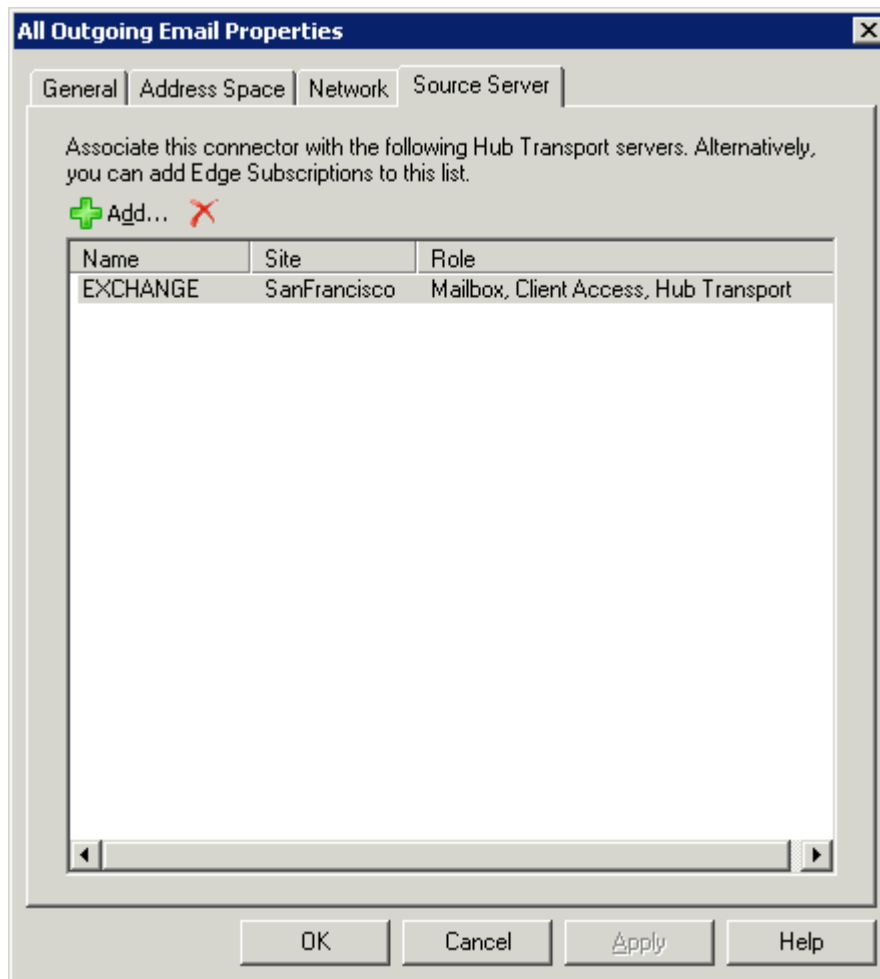 All Outgoing Email Properties
General
Address Space
Network
Source Server
Associate this connector with the following Hub Transport servers. Alternatively,
you can add Edge Subscriptions to this list.
Add...
Name Site Role
EXCHANGE SanFrancisco Mailbox, Client Access, Hub Transport
OK Cancel Apply Help